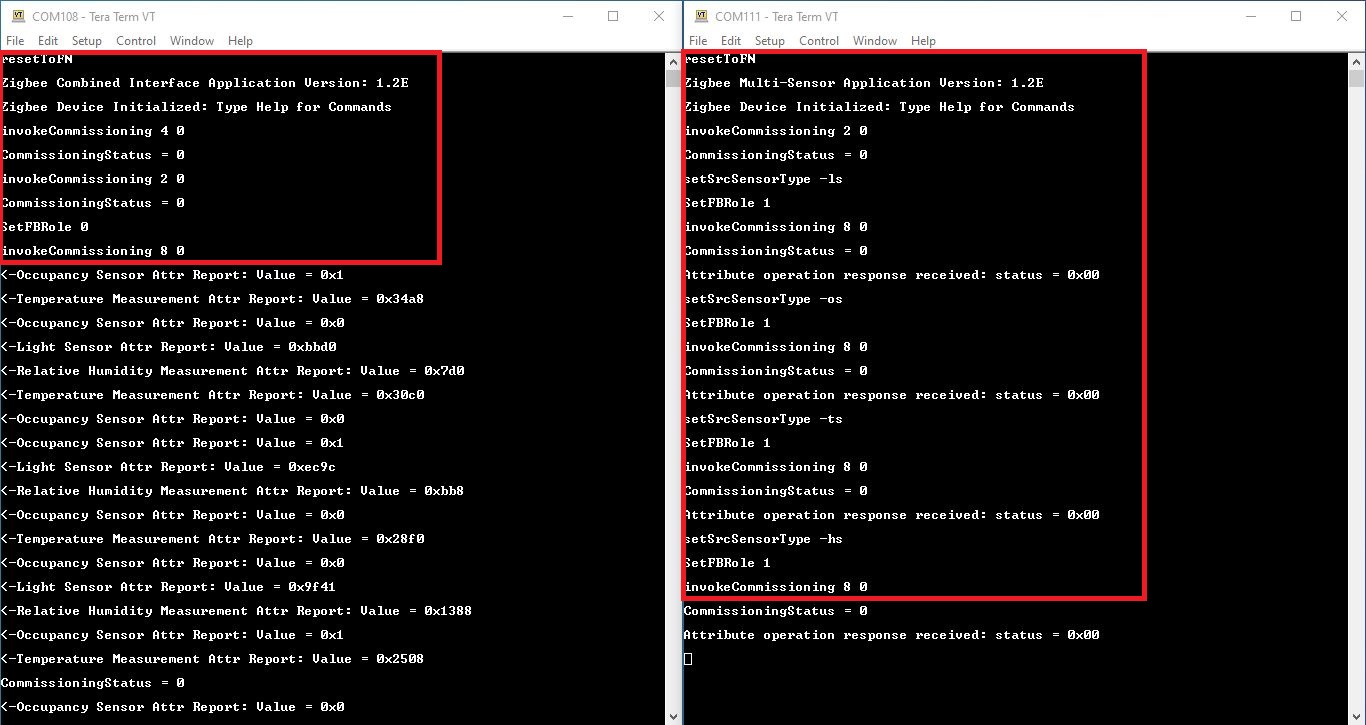 COM108 - Tera Term VT
File Edit Setup Control Window Help
resetToFN
Zigbee Combined Interface Application Version: 1.2E
Zigbee Device Initialized: Type Help for Commands
invokeCommissioning 4 0
CommissioningStatus = 0
invokeCommissioning 2 0
CommissioningStatus = 0
SetFBRole 0
invokeCommissioning 8 0
<-Occupancy Sensor Attr Report: Value = 0x1
<-Temperature Measurement Attr Report: Value = 0x34a8
<-Occupancy Sensor Attr Report: Value = 0x0
<-Light Sensor Attr Report: Value = 0xbbd0
<-Relative Humidity Measurement Attr Report: Value = 0x7d0
<-Temperature Measurement Attr Report: Value = 0x30c0
<-Occupancy Sensor Attr Report: Value = 0x0
<-Occupancy Sensor Attr Report: Value = 0x1
<-Light Sensor Attr Report: Value = 0xec9c
<-Relative Humidity Measurement Attr Report: Value = 0xbb8
<-Occupancy Sensor Attr Report: Value = 0x0
<-Temperature Measurement Attr Report: Value = 0x28f0
<-Occupancy Sensor Attr Report: Value = 0x0
<-Light Sensor Attr Report: Value = 0x9f41
<-Relative Humidity Measurement Attr Report: Value = 0x1388
<-Occupancy Sensor Attr Report: Value = 0x1
<-Temperature Measurement Attr Report: Value = 0x2508
CommissioningStatus = 0
<-Occupancy Sensor Attr Report: Value = 0x0
COM111 - Tera Term VT
File Edit Setup Control Window Help
resetToFN
Zigbee Multi-Sensor Application Version: 1.2E
Zigbee Device Initialized: Type Help for Commands
invokeCommissioning 2 0
CommissioningStatus = 0
setSrcSensorType -ls
SetFBRole 1
invokeCommissioning 8 0
CommissioningStatus = 0
Attribute operation response received: status = 0x00
setSrcSensorType -os
SetFBRole 1
invokeCommissioning 8 0
CommissioningStatus = 0
Attribute operation response received: status = 0x00
setSrcSensorType -ts
SetFBRole 1
invokeCommissioning 8 0
CommissioningStatus = 0
Attribute operation response received: status = 0x00
setSrcSensorType -hs
SetFBRole 1
invokeCommissioning 8 0
CommissioningStatus = 0
Attribute operation response received: status = 0x00